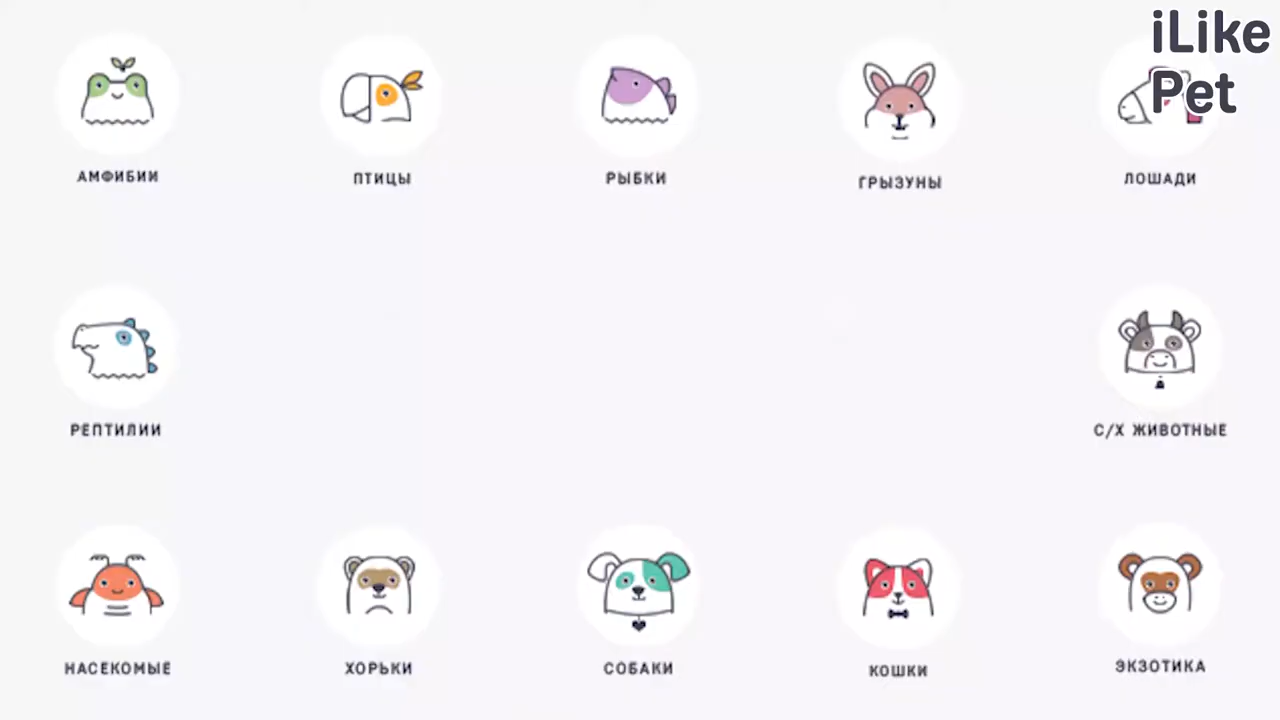 iLike
Pet
АМФИБИИ
ПТИЦЫ
РЫБКИ
ГРЫЗУНЫ
ЛОШАДИ
РЕПТИЛИИ
С/Х ЖИВОТНЫЕ
НАСЕКОМЫЕ
ХОРЬКИ
СОБАКИ
КОШКИ
ЭКЗОТИКА